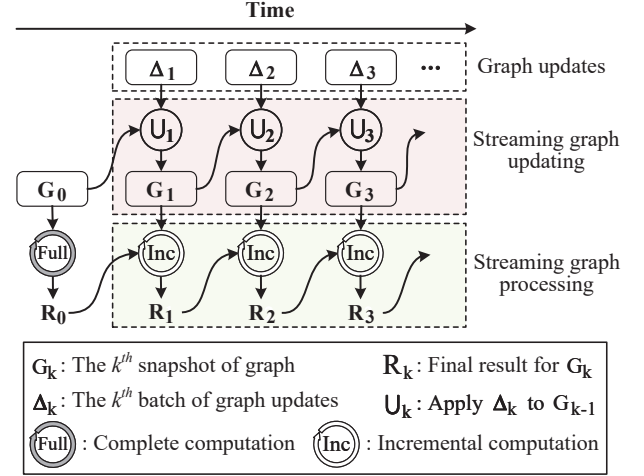 Time
Δ1 Δ2 Δ3 ... Graph updates
U1 U2 U3 Streaming graph updating
G0 G1 G2 G3
Full Inc Inc Inc Streaming graph processing
R0 R1 R2 R3
Gk : The kth snapshot of graph Rk : Final result for Gk
Δk : The kth batch of graph updates Uk : Apply Δk to Gk-1
Full : Complete computation Inc : Incremental computation